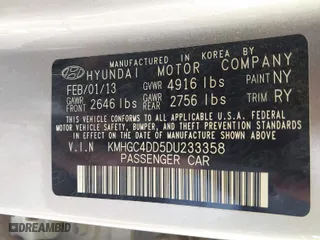 MANUFACTURED IN KOREA BY
HYUNDAI MOTOR COMPANY
FEB/01/13 GVWR 4916 lbs PAINT NY
GAWR FRONT 2646 lbs GAWR REAR 2756 lbs TRIM RY
THIS VEHICLE CONFORMS TO ALL APPLICABLE U.S. FEDERAL
MOTOR VEHICLE SAFETY, BUMPER, AND THEFT PREVENTION
STANDARDS IN EFFECT ON THE DATE OF MANUFACTURE SHOWN ABOVE.
V.I.N KMHGC4DD5DU233358
PASSENGER CAR